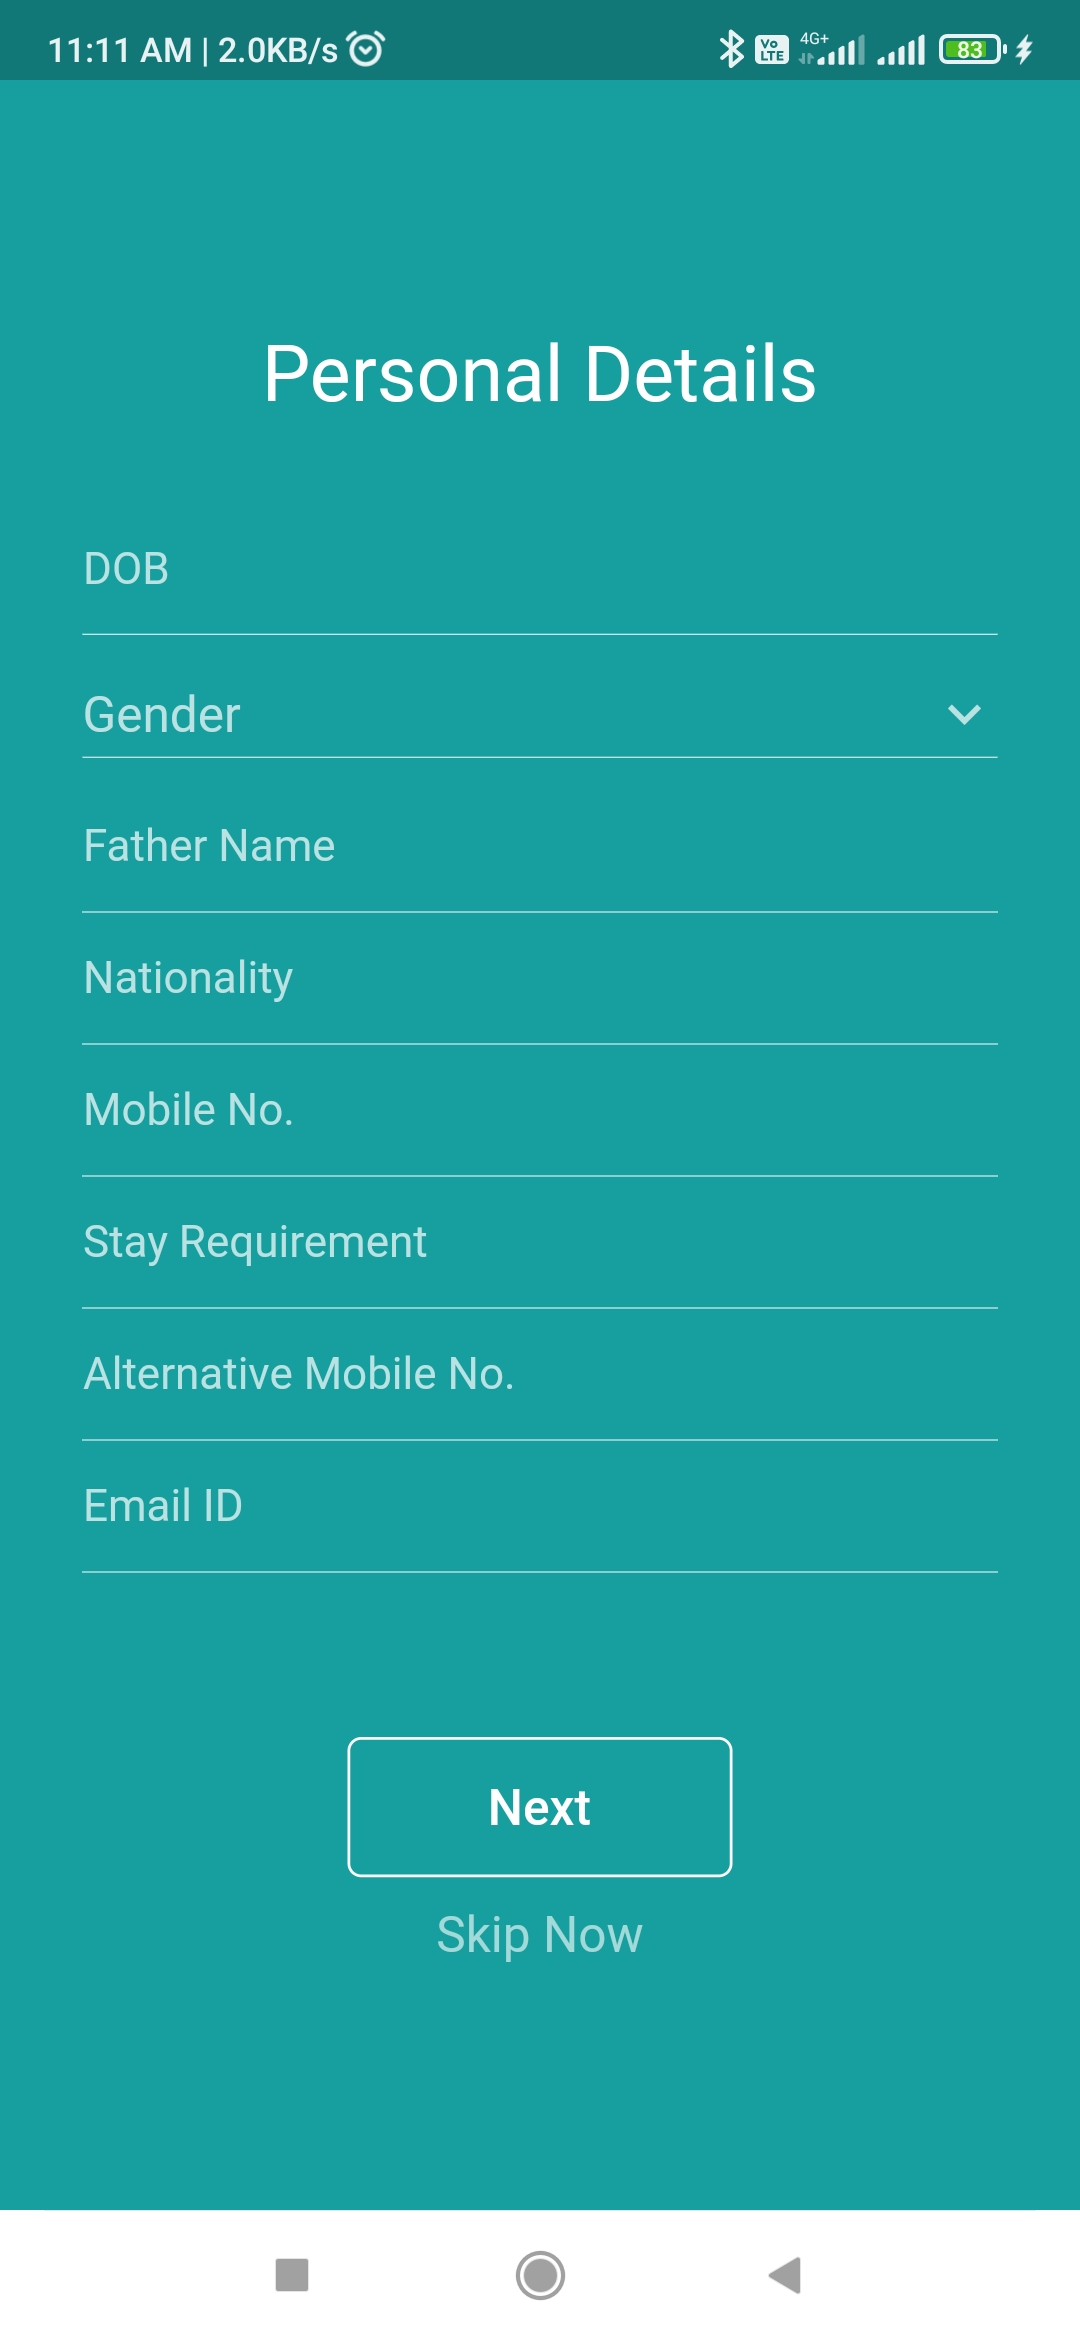 11:11 AM | 2.0KB/s
Vo LTE 4G+ 83
Personal Details
DOB
Gender
Father Name
Nationality
Mobile No.
Stay Requirement
Alternative Mobile No.
Email ID
Next
Skip Now